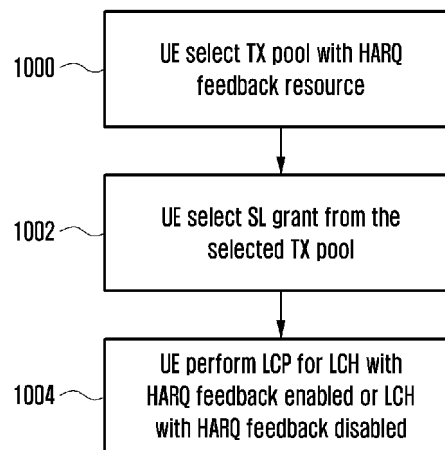 1000
UE select TX pool with HARQ
feedback resource
1002
UE select SL grant from the
selected TX pool
1004
UE perform LCP for LCH with
HARQ feedback enabled or LCH
with HARQ feedback disabled